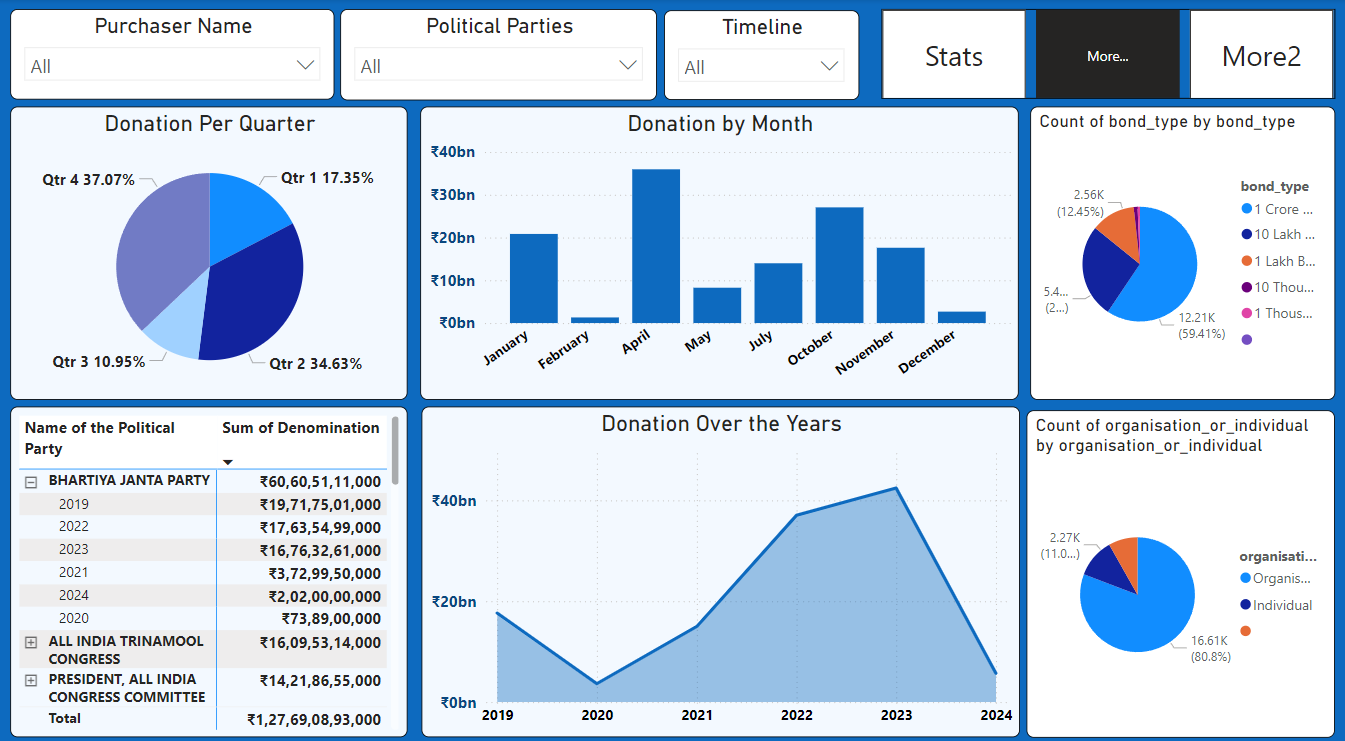 Purchaser Name
All
Political Parties
All
Timeline
All
Stats
More...
More2
Donation Per Quarter
Qtr 4 37.07%
Qtr 1 17.35%
Qtr 3 10.95%
Qtr 2 34.63%
Donation by Month
₹40bn
₹30bn
₹20bn
₹10bn
₹0bn
January
February
April
May
July
October
November
December
Count of bond_type by bond_type
2.56K
(12.45%)
5.4...
(2...)
12.21K
(59.41%)
bond_type
1 Crore ...
10 Lakh ...
1 Lakh B...
10 Thou...
1 Thous...
Name of the Political
Party
Sum of Denomination
BHARTIYA JANTA PARTY ₹60,60,51,11,000
2019 ₹19,71,75,01,000
2022 ₹17,63,54,99,000
2023 ₹16,76,32,61,000
2021 ₹3,72,99,50,000
2024 ₹2,02,00,00,000
2020 ₹73,89,00,000
ALL INDIA TRINAMOOL ₹16,09,53,14,000
CONGRESS
PRESIDENT, ALL INDIA ₹14,21,86,55,000
CONGRESS COMMITTEE
Total ₹1,27,69,08,93,000
Donation Over the Years
₹40bn
₹20bn
₹0bn
2019
2020
2021
2022
2023
2024
Count of organisation_or_individual
by organisation_or_individual
2.27K
(11.0...)
16.61K
(80.8%)
organisati...
Organis...
Individual